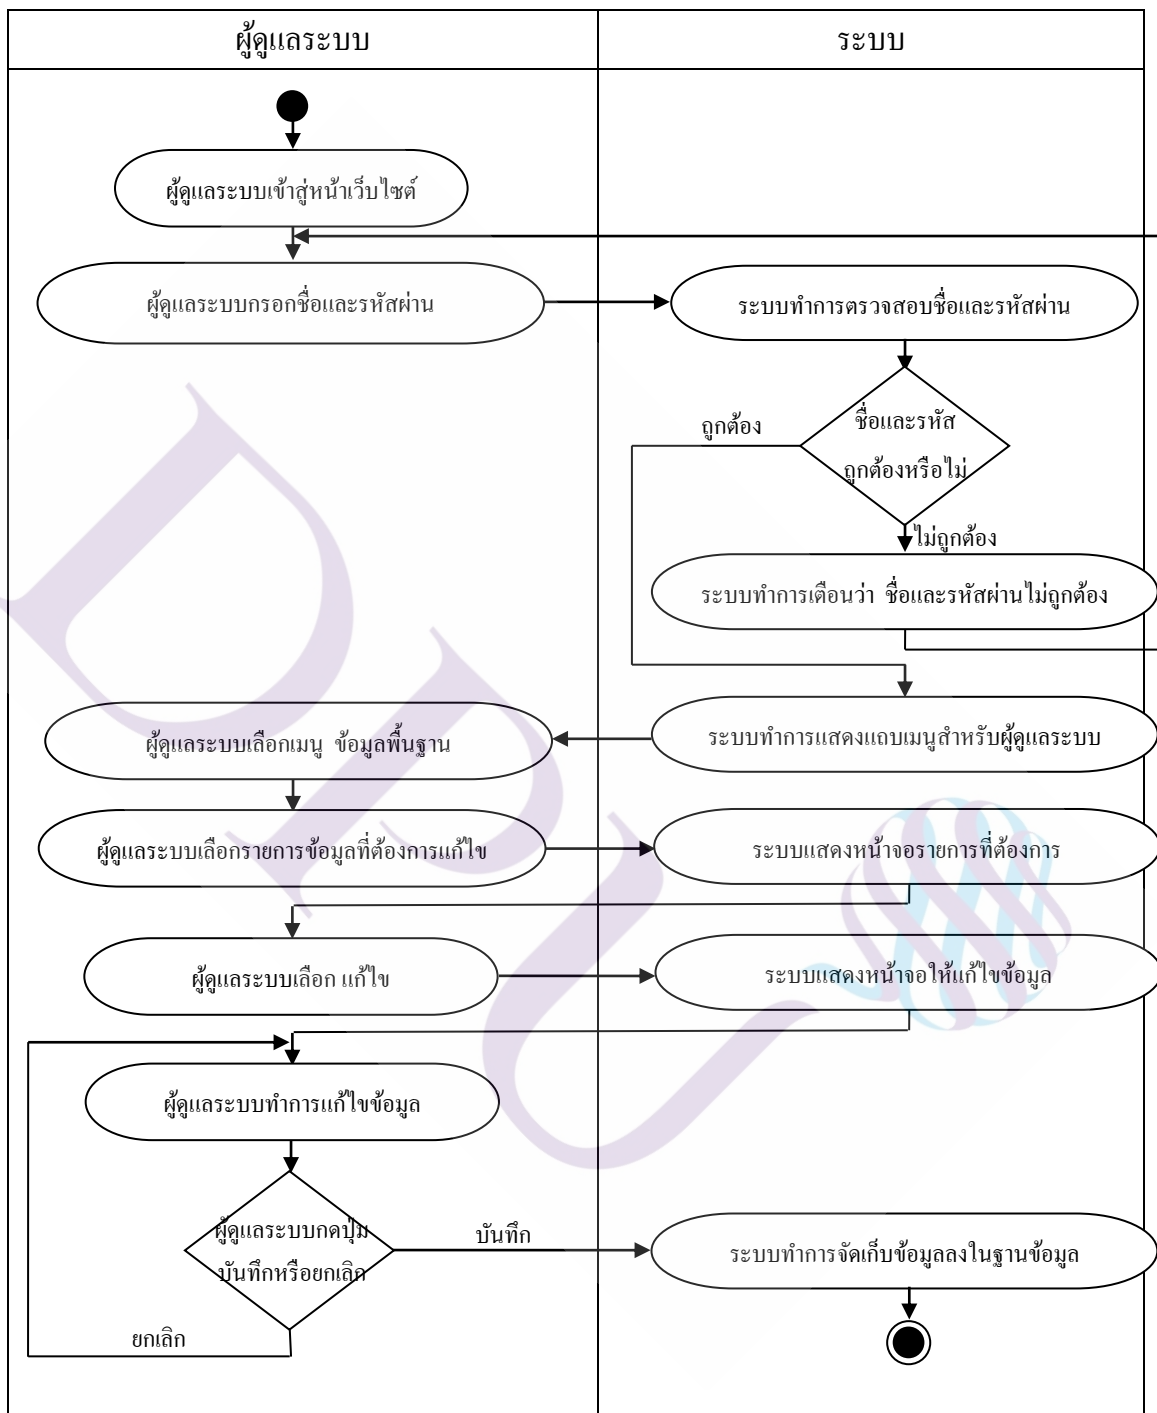 ผู้ดูแลระบบ
ระบบ
ผู้ดูแลระบบเข้าสู่หน้าเว็บไซต์
ผู้ดูแลระบบกรอกชื่อและรหัสผ่าน
ระบบทำการตรวจสอบชื่อและรหัสผ่าน
ชื่อและรหัส
ถูกต้องหรือไม่
ถูกต้อง
ไม่ถูกต้อง
ระบบทำการเตือนว่า ชื่อและรหัสผ่านไม่ถูกต้อง
ระบบทำการแสดงแถบเมนูสำหรับผู้ดูแลระบบ
ผู้ดูแลระบบเลือกเมนู ข้อมูลพื้นฐาน
ผู้ดูแลระบบเลือกรายการข้อมูลที่ต้องการแก้ไข
ระบบแสดงหน้าจอรายการที่ต้องการ
ผู้ดูแลระบบเลือก แก้ไข
ระบบแสดงหน้าจอให้แก้ไขข้อมูล
ผู้ดูแลระบบทำการแก้ไขข้อมูล
ผู้ดูแลระบบกดปุ่ม
บันทึกหรือยกเลิก
บันทึก
ระบบทำการจัดเก็บข้อมูลลงในฐานข้อมูล
ยกเลิก
DPU